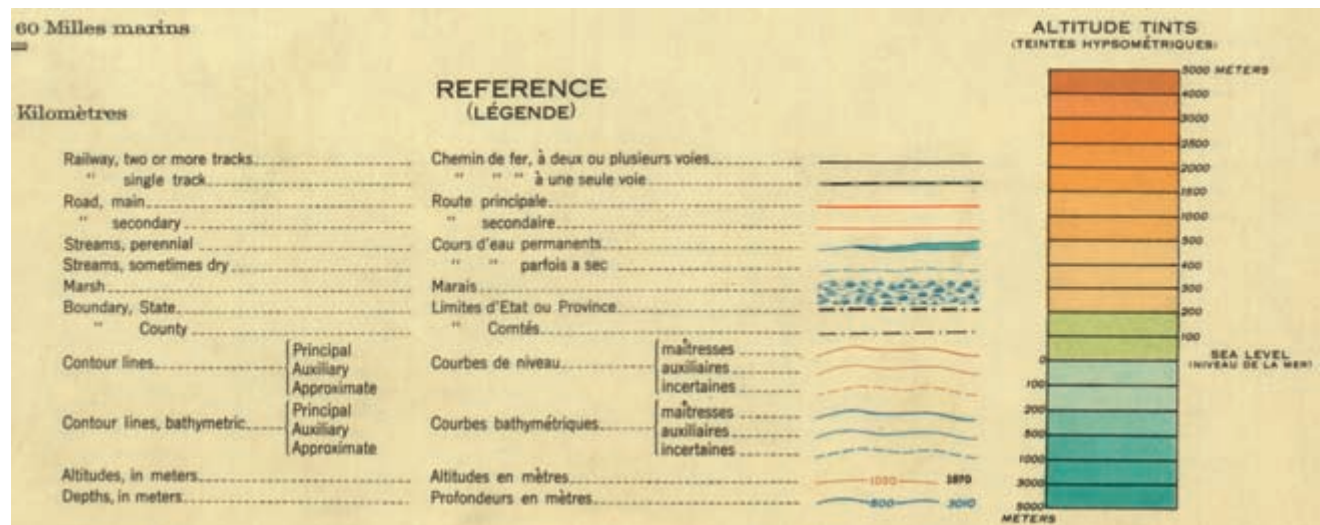 60 Milles marins
Kilomètres
REFERENCE
(LÉGENDE)
Railway, two or more tracks Chemin de fer, à deux ou plusieurs voies
" single track " " " à une seule voie
Road, main Route principale
" secondary " secondaire
Streams, perennial Cours d'eau permanents
Streams, sometimes dry " " parfois a sec
Marsh Marais
Boundary, State Limites d'Etat ou Province
" County " Comtés
Contour lines Principal Courbes de niveau maîtresses
Auxiliary auxiliaires
Approximate incertaines
Contour lines, bathymetric Principal Courbes bathymétriques maîtresses
Auxiliary auxiliaires
Approximate incertaines
Altitudes, in meters Altitudes en mètres 1870
Depths, in meters Profondeurs en mètres 500 3010
ALTITUDE TINTS
(TEINTES HYPSOMÉTRIQUES)
5000 METERS
4000
3000
2500
2000
1500
1000
500
400
300
200
100
0 SEA LEVEL
(NIVEAU DE LA MER)
100
200
500
1000
3000
5000
METERS